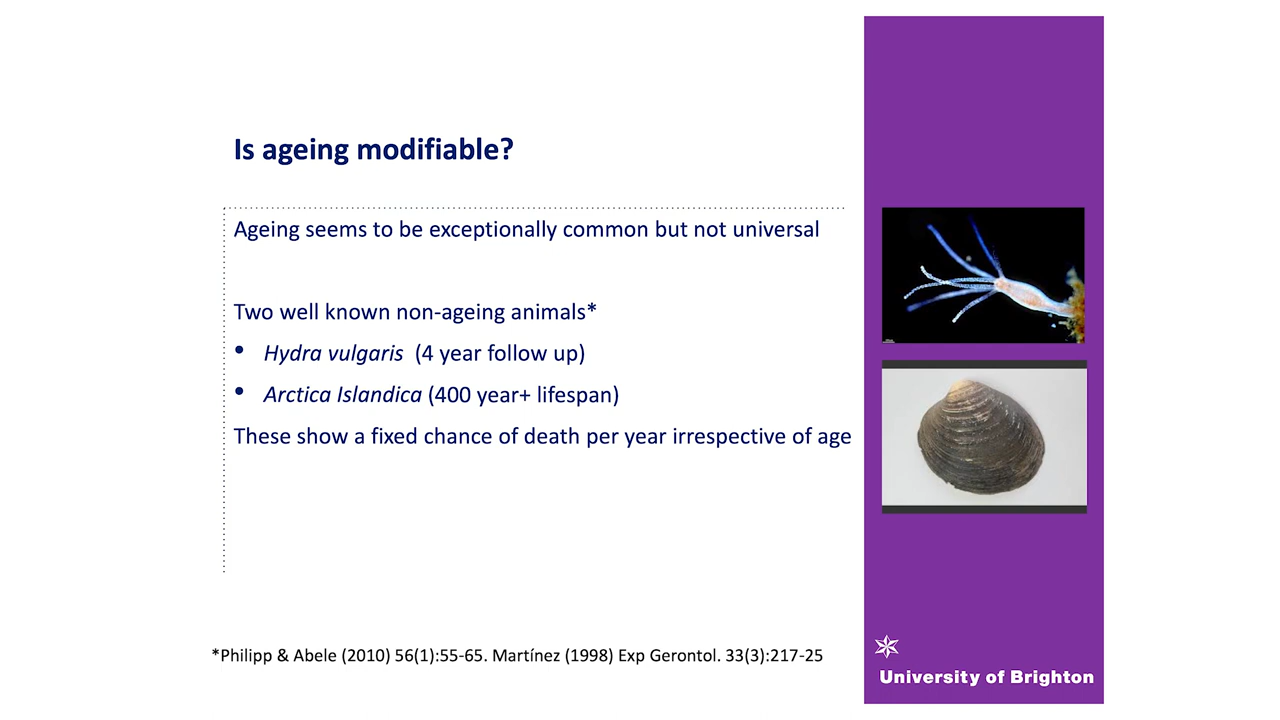 Is ageing modifiable?
Ageing seems to be exceptionally common but not universal
Two well known non-ageing animals*
• Hydra vulgaris (4 year follow up)
• Arctica Islandica (400 year+ lifespan)
These show a fixed chance of death per year irrespective of age
*Philipp & Abele (2010) 56(1):55-65. Martínez (1998) Exp Gerontol. 33(3):217-25
University of Brighton